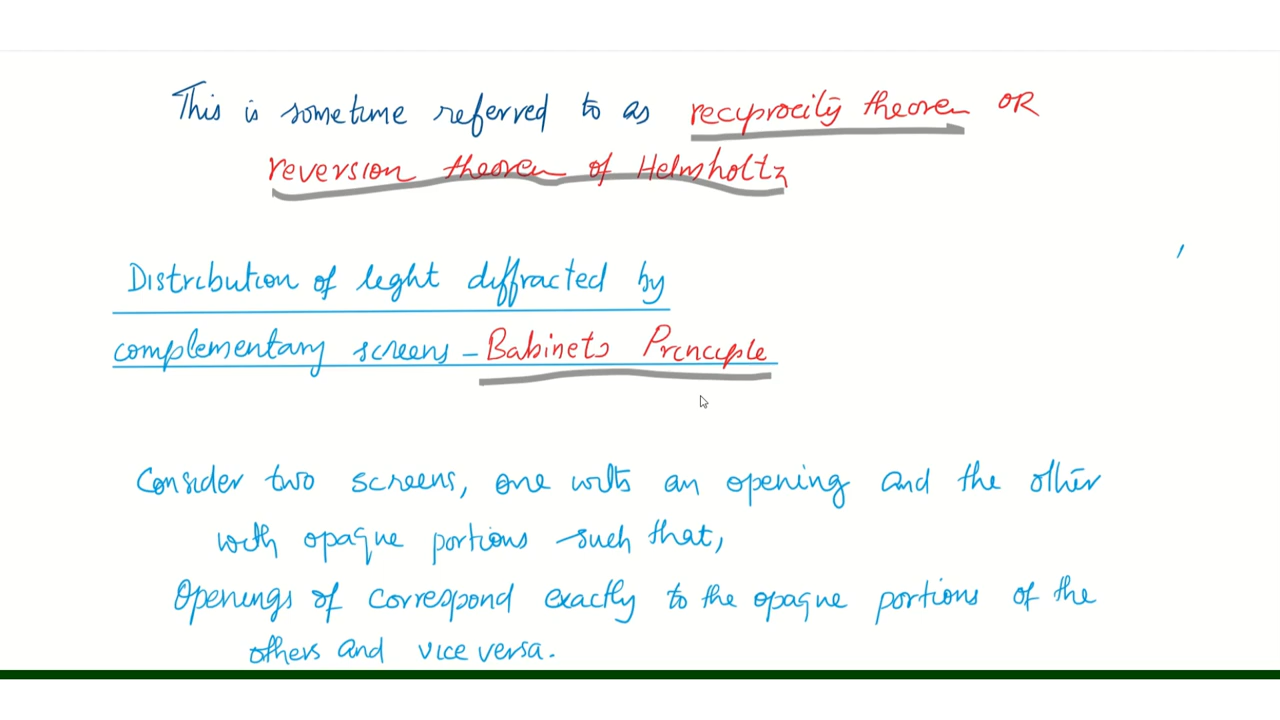 This is sometime referred to as reciprocity theorem OR
reversion theorem of Helmholtz
Distribution of light diffracted by
complementary screens - Babinets Principle
Consider two screens, one with an opening and the other
with opaque portions such that,
Openings of correspond exactly to the opaque portions of the
others and vice versa.